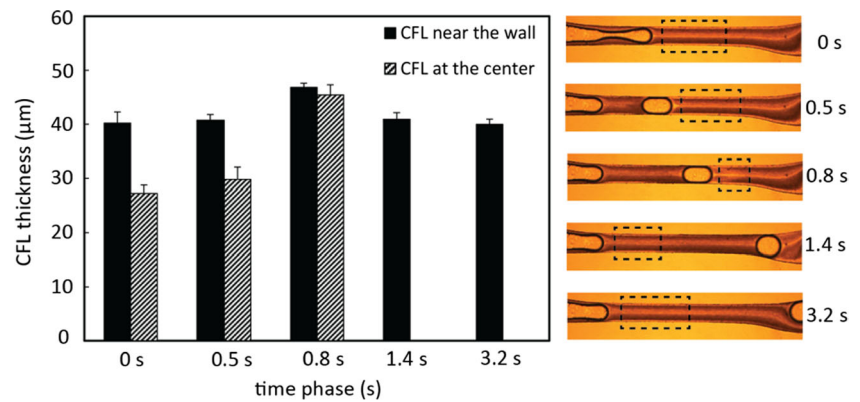 60
50
40
30
20
10
0
CFL thickness (μm)
CFL near the wall
CFL at the center
0 s
0.5 s
0.8 s
1.4 s
3.2 s
time phase (s)
0 s
0.5 s
0.8 s
1.4 s
3.2 s